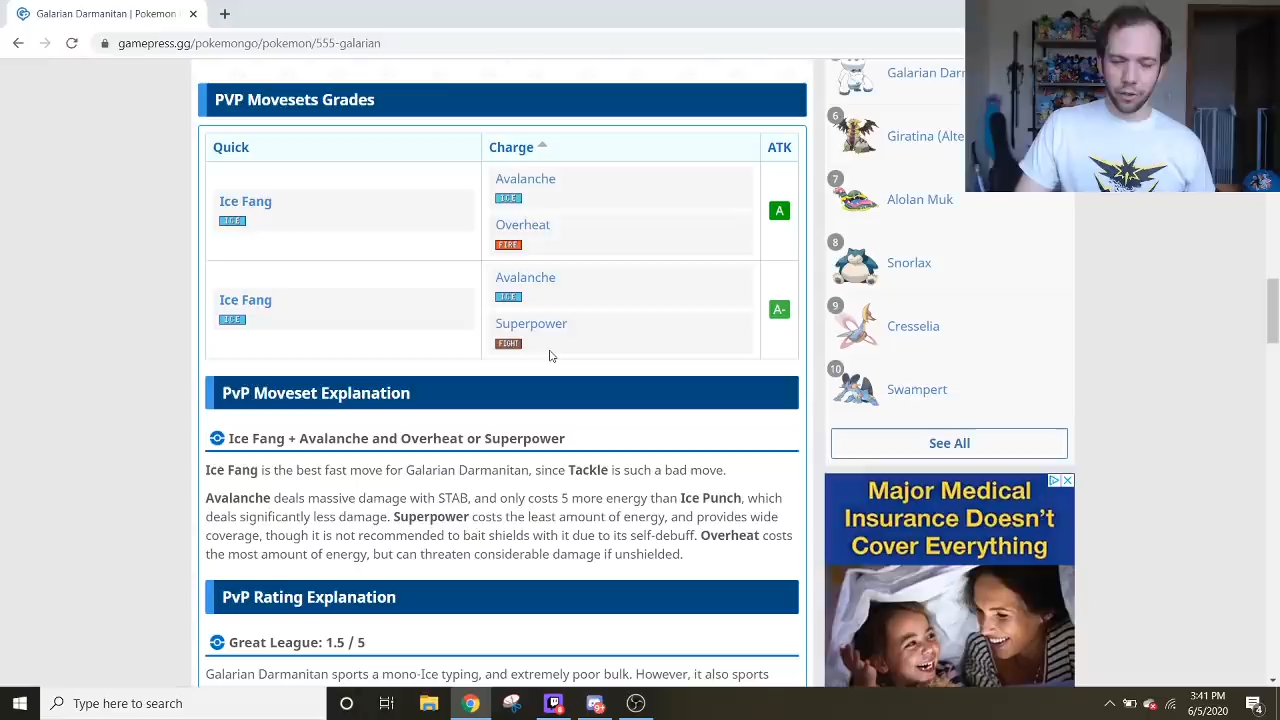 Galarian Darmanitan | Pokemon
gamepress.gg/pokemongo/pokemon/555-galarian
PVP Movesets Grades
Quick
Charge
ATK
Ice Fang
ICE
Avalanche
ICE
Overheat
FIRE
A
Ice Fang
ICE
Avalanche
ICE
Superpower
FIGHT
A-
PvP Moveset Explanation
Ice Fang + Avalanche and Overheat or Superpower
Ice Fang is the best fast move for Galarian Darmanitan, since Tackle is such a bad move.
Avalanche deals massive damage with STAB, and only costs 5 more energy than Ice Punch, which
deals significantly less damage. Superpower costs the least amount of energy, and provides wide
coverage, though it is not recommended to bait shields with it due to its self-debuff. Overheat costs
the most amount of energy, but can threaten considerable damage if unshielded.
PvP Rating Explanation
Great League: 1.5 / 5
Galarian Darmanitan sports a mono-Ice typing, and extremely poor bulk. However, it also sports
Galarian Darm
6
Giratina (Alte
7
Alolan Muk
8
Snorlax
9
Cresselia
10
Swampert
See All
Major Medical
Insurance Doesn't
Cover Everything
Type here to search
3:41 PM
6/5/2020
4